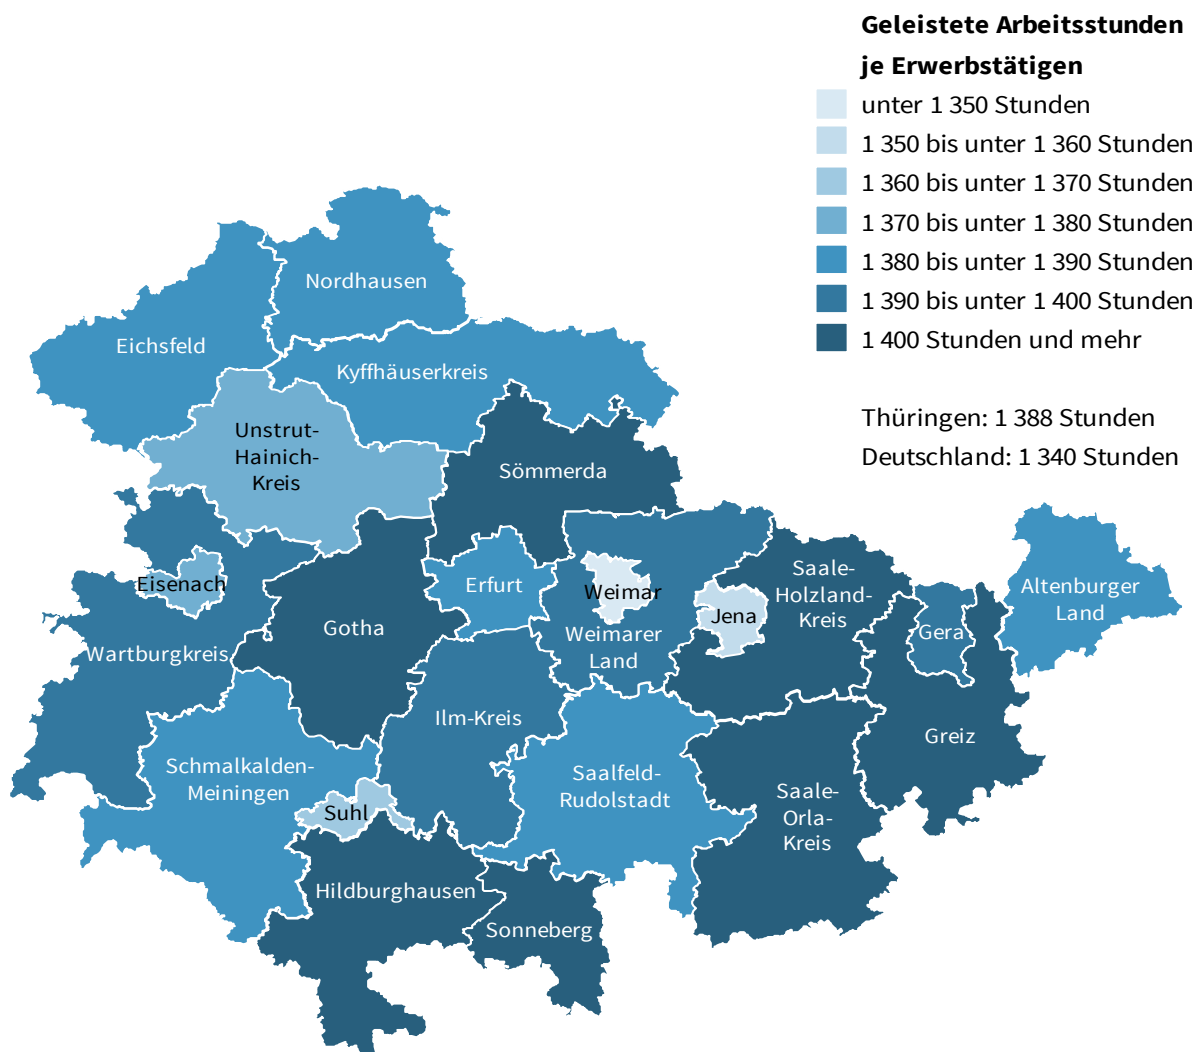 Geleistete Arbeitsstunden
je Erwerbstätigen
unter 1 350 Stunden
1 350 bis unter 1 360 Stunden
1 360 bis unter 1 370 Stunden
1 370 bis unter 1 380 Stunden
1 380 bis unter 1 390 Stunden
1 390 bis unter 1 400 Stunden
1 400 Stunden und mehr
Thüringen: 1 388 Stunden
Deutschland: 1 340 Stunden
Nordhausen
Eichsfeld
Kyffhäuserkreis
Unstrut-
Hainich-
Kreis
Sömmerda
Eisenach
Erfurt
Weimar
Saale-
Holzland-
Kreis
Altenburger
Land
Jena
Gotha
Weimarer
Land
Gera
Wartburgkreis
Ilm-Kreis
Greiz
Schmalkalden-
Meiningen
Saalfeld-
Rudolstadt
Saale-
Orla-
Kreis
Suhl
Hildburghausen
Sonneberg